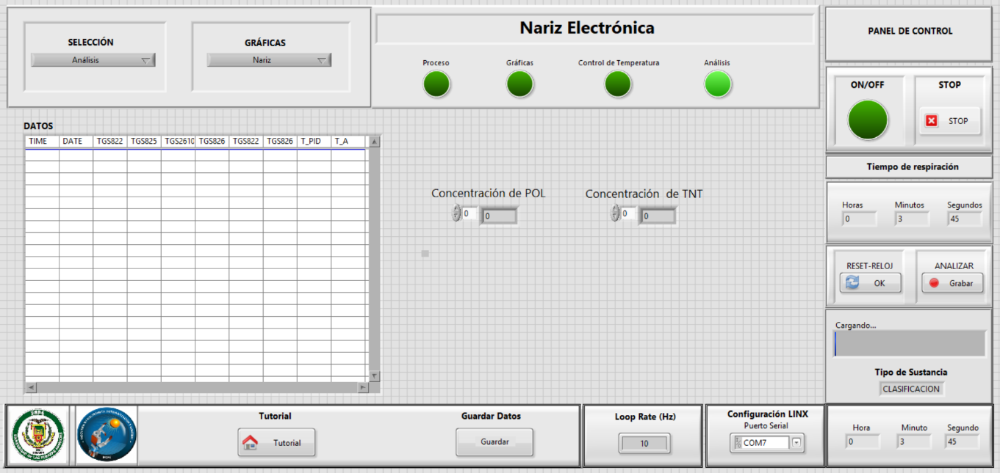 SELECCIÓN
Análisis
GRÁFICAS
Nariz
Nariz Electrónica
Proceso
Gráficas
Control de Temperatura
Análisis
PANEL DE CONTROL
ON/OFF
STOP
STOP
DATOS
TIME DATE TGS822 TGS825 TGS2610 TGS826 TGS822 TGS826 T_PID T_A
Concentración de POL
0 0
Concentración de TNT
0 0
Tiempo de respiración
Horas Minutos Segundos
0 3 45
RESET-RELOJ
OK
ANALIZAR
Grabar
Cargando...
Tipo de Sustancia
CLASIFICACION
Tutorial
Tutorial
Guardar Datos
Guardar
Loop Rate (Hz)
10
Configuración LINX
Puerto Serial
COM7
Hora Minuto Segundo
0 3 45